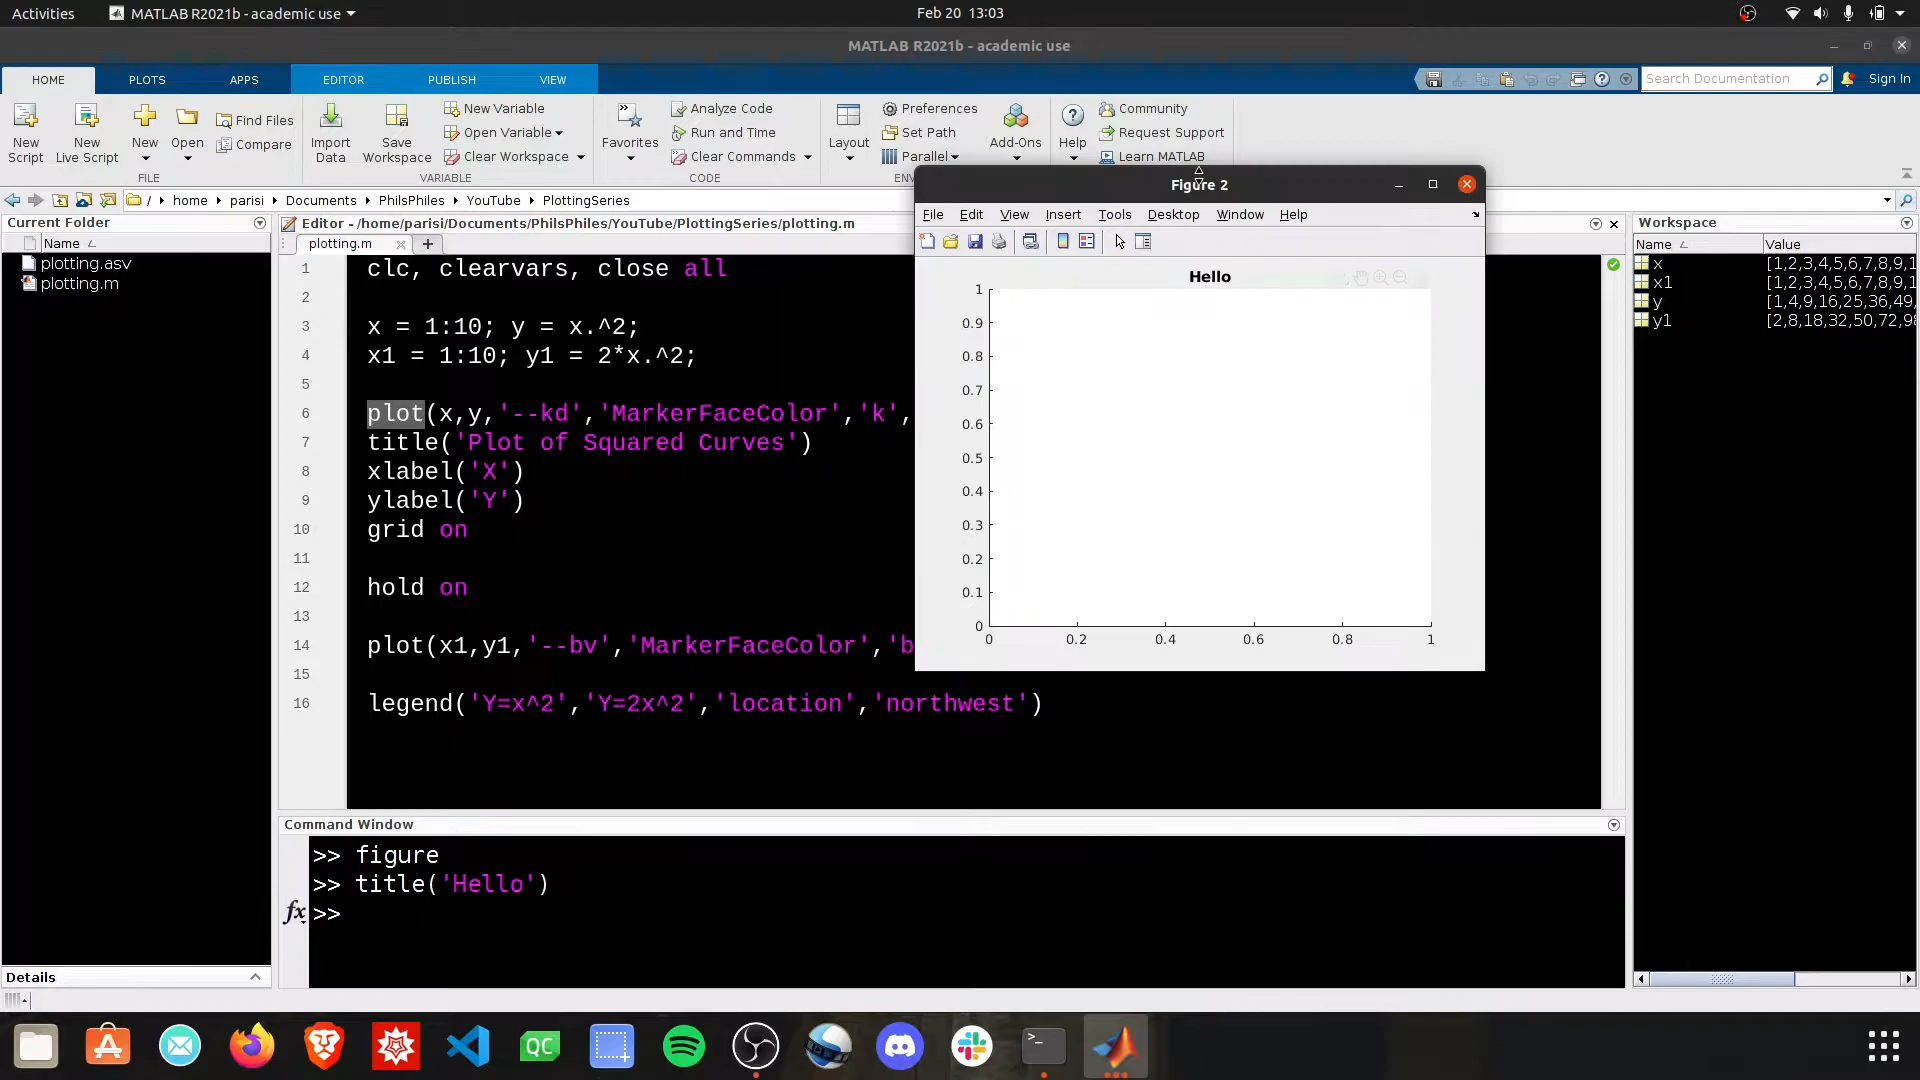 Activities
MATLAB R2021b - academic use
Feb 20 13:03
MATLAB R2021b - academic use
HOME
PLOTS
APPS
EDITOR
PUBLISH
VIEW
Search Documentation
Sign In
New Script
New Live Script
New
Open
Find Files
Compare
FILE
Import Data
Save Workspace
New Variable
Open Variable
Clear Workspace
VARIABLE
Favorites
Analyze Code
Run and Time
Clear Commands
CODE
Layout
Preferences
Set Path
Parallel
Add-Ons
Help
Community
Request Support
Learn MATLAB
/ home parisi Documents PhilsPhiles YouTube PlottingSeries
Current Folder
Name
plotting.asv
plotting.m
Details
Editor - /home/parisi/Documents/PhilsPhiles/YouTube/PlottingSeries/plotting.m
plotting.m
1 clc, clearvars, close all
2
3 x = 1:10; y = x.^2;
4 x1 = 1:10; y1 = 2*x.^2;
5
6 plot(x,y,'--kd','MarkerFaceColor','k',
7 title('Plot of Squared Curves')
8 xlabel('X')
9 ylabel('Y')
10 grid on
11
12 hold on
13
14 plot(x1,y1,'--bv','MarkerFaceColor','b
15
16 legend('Y=x^2','Y=2x^2','location','northwest')
Figure 2
File Edit View Insert Tools Desktop Window Help
Hello
1
0.9
0.8
0.7
0.6
0.5
0.4
0.3
0.2
0.1
0
0 0.2 0.4 0.6 0.8 1
Workspace
Name Value
x [1,2,3,4,5,6,7,8,9,1
x1 [1,2,3,4,5,6,7,8,9,1
y [1,4,9,16,25,36,49,
y1 [2,8,18,32,50,72,98
Command Window
>> figure
>> title('Hello')
fx >>
QC
>_